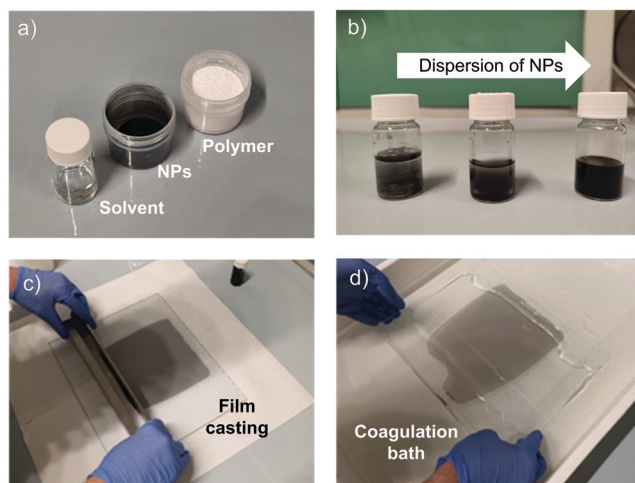 a)
Polymer
NPs
Solvent
b)
Dispersion of NPs
c)
Film
casting
d)
Coagulation
bath